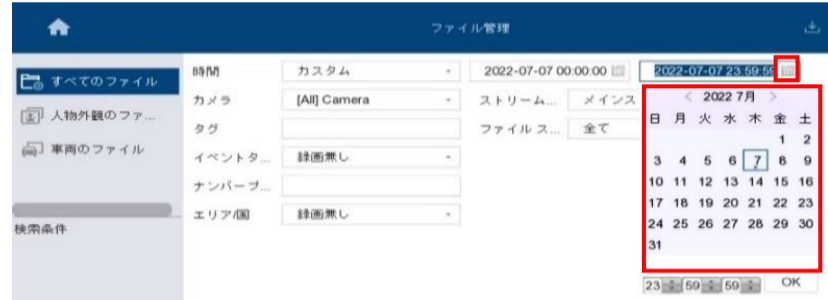 ファイル管理
すべてのファイル
人物外観のファ...
車両のファイル
検索条件
時間 カスタム 2022-07-07 00:00:00 2022-07-07 23:59:59
カメラ [All] Camera ストリーム... メインス
タグ ファイルス... 全て
イベントタ... 録画無し
ナンバープ...
エリア/国 録画無し
< 2022 7月 >
日 月 火 水 木 金 土
1 2
3 4 5 6 7 8 9
10 11 12 13 14 15 16
17 18 19 20 21 22 23
24 25 26 27 28 29 30
31
23 59 59 OK